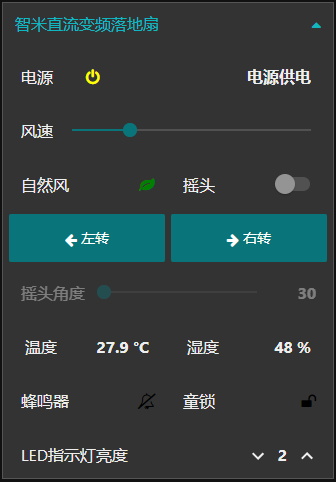 智米直流变频落地扇
电源 电源供电
风速
自然风 摇头
左转 右转
摇头角度 30
温度 27.9 °C 湿度 48 %
蜂鸣器 童锁
LED指示灯亮度 2